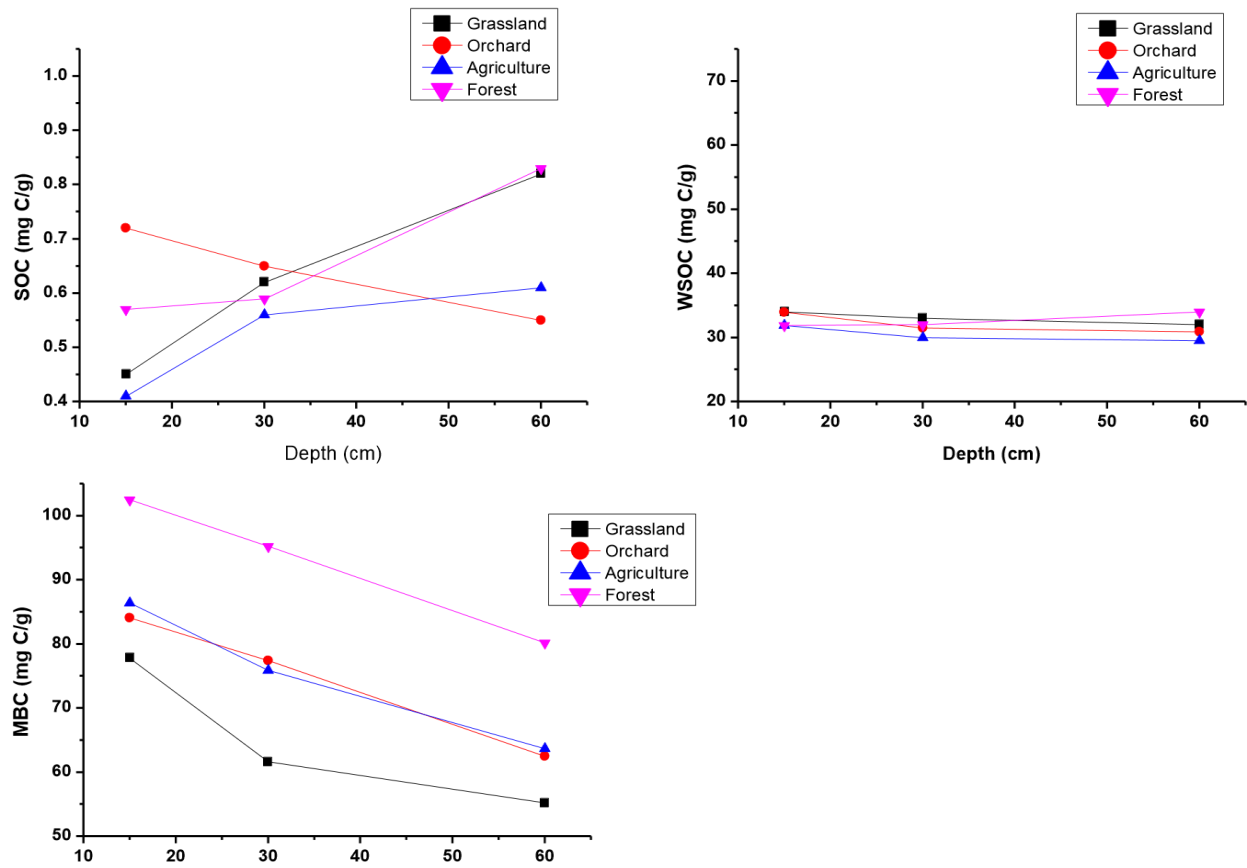 Grassland
Orchard
Agriculture
Forest
1.0
0.9
0.8
0.7
0.6
0.5
0.4
SOC (mg C/g)
10 20 30 40 50 60
Depth (cm)
Grassland
Orchard
Agriculture
Forest
70
60
50
40
30
20
WSOC (mg C/g)
10 20 30 40 50 60
Depth (cm)
Grassland
Orchard
Agriculture
Forest
100
90
80
70
60
50
MBC (mg C/g)
10 20 30 40 50 60